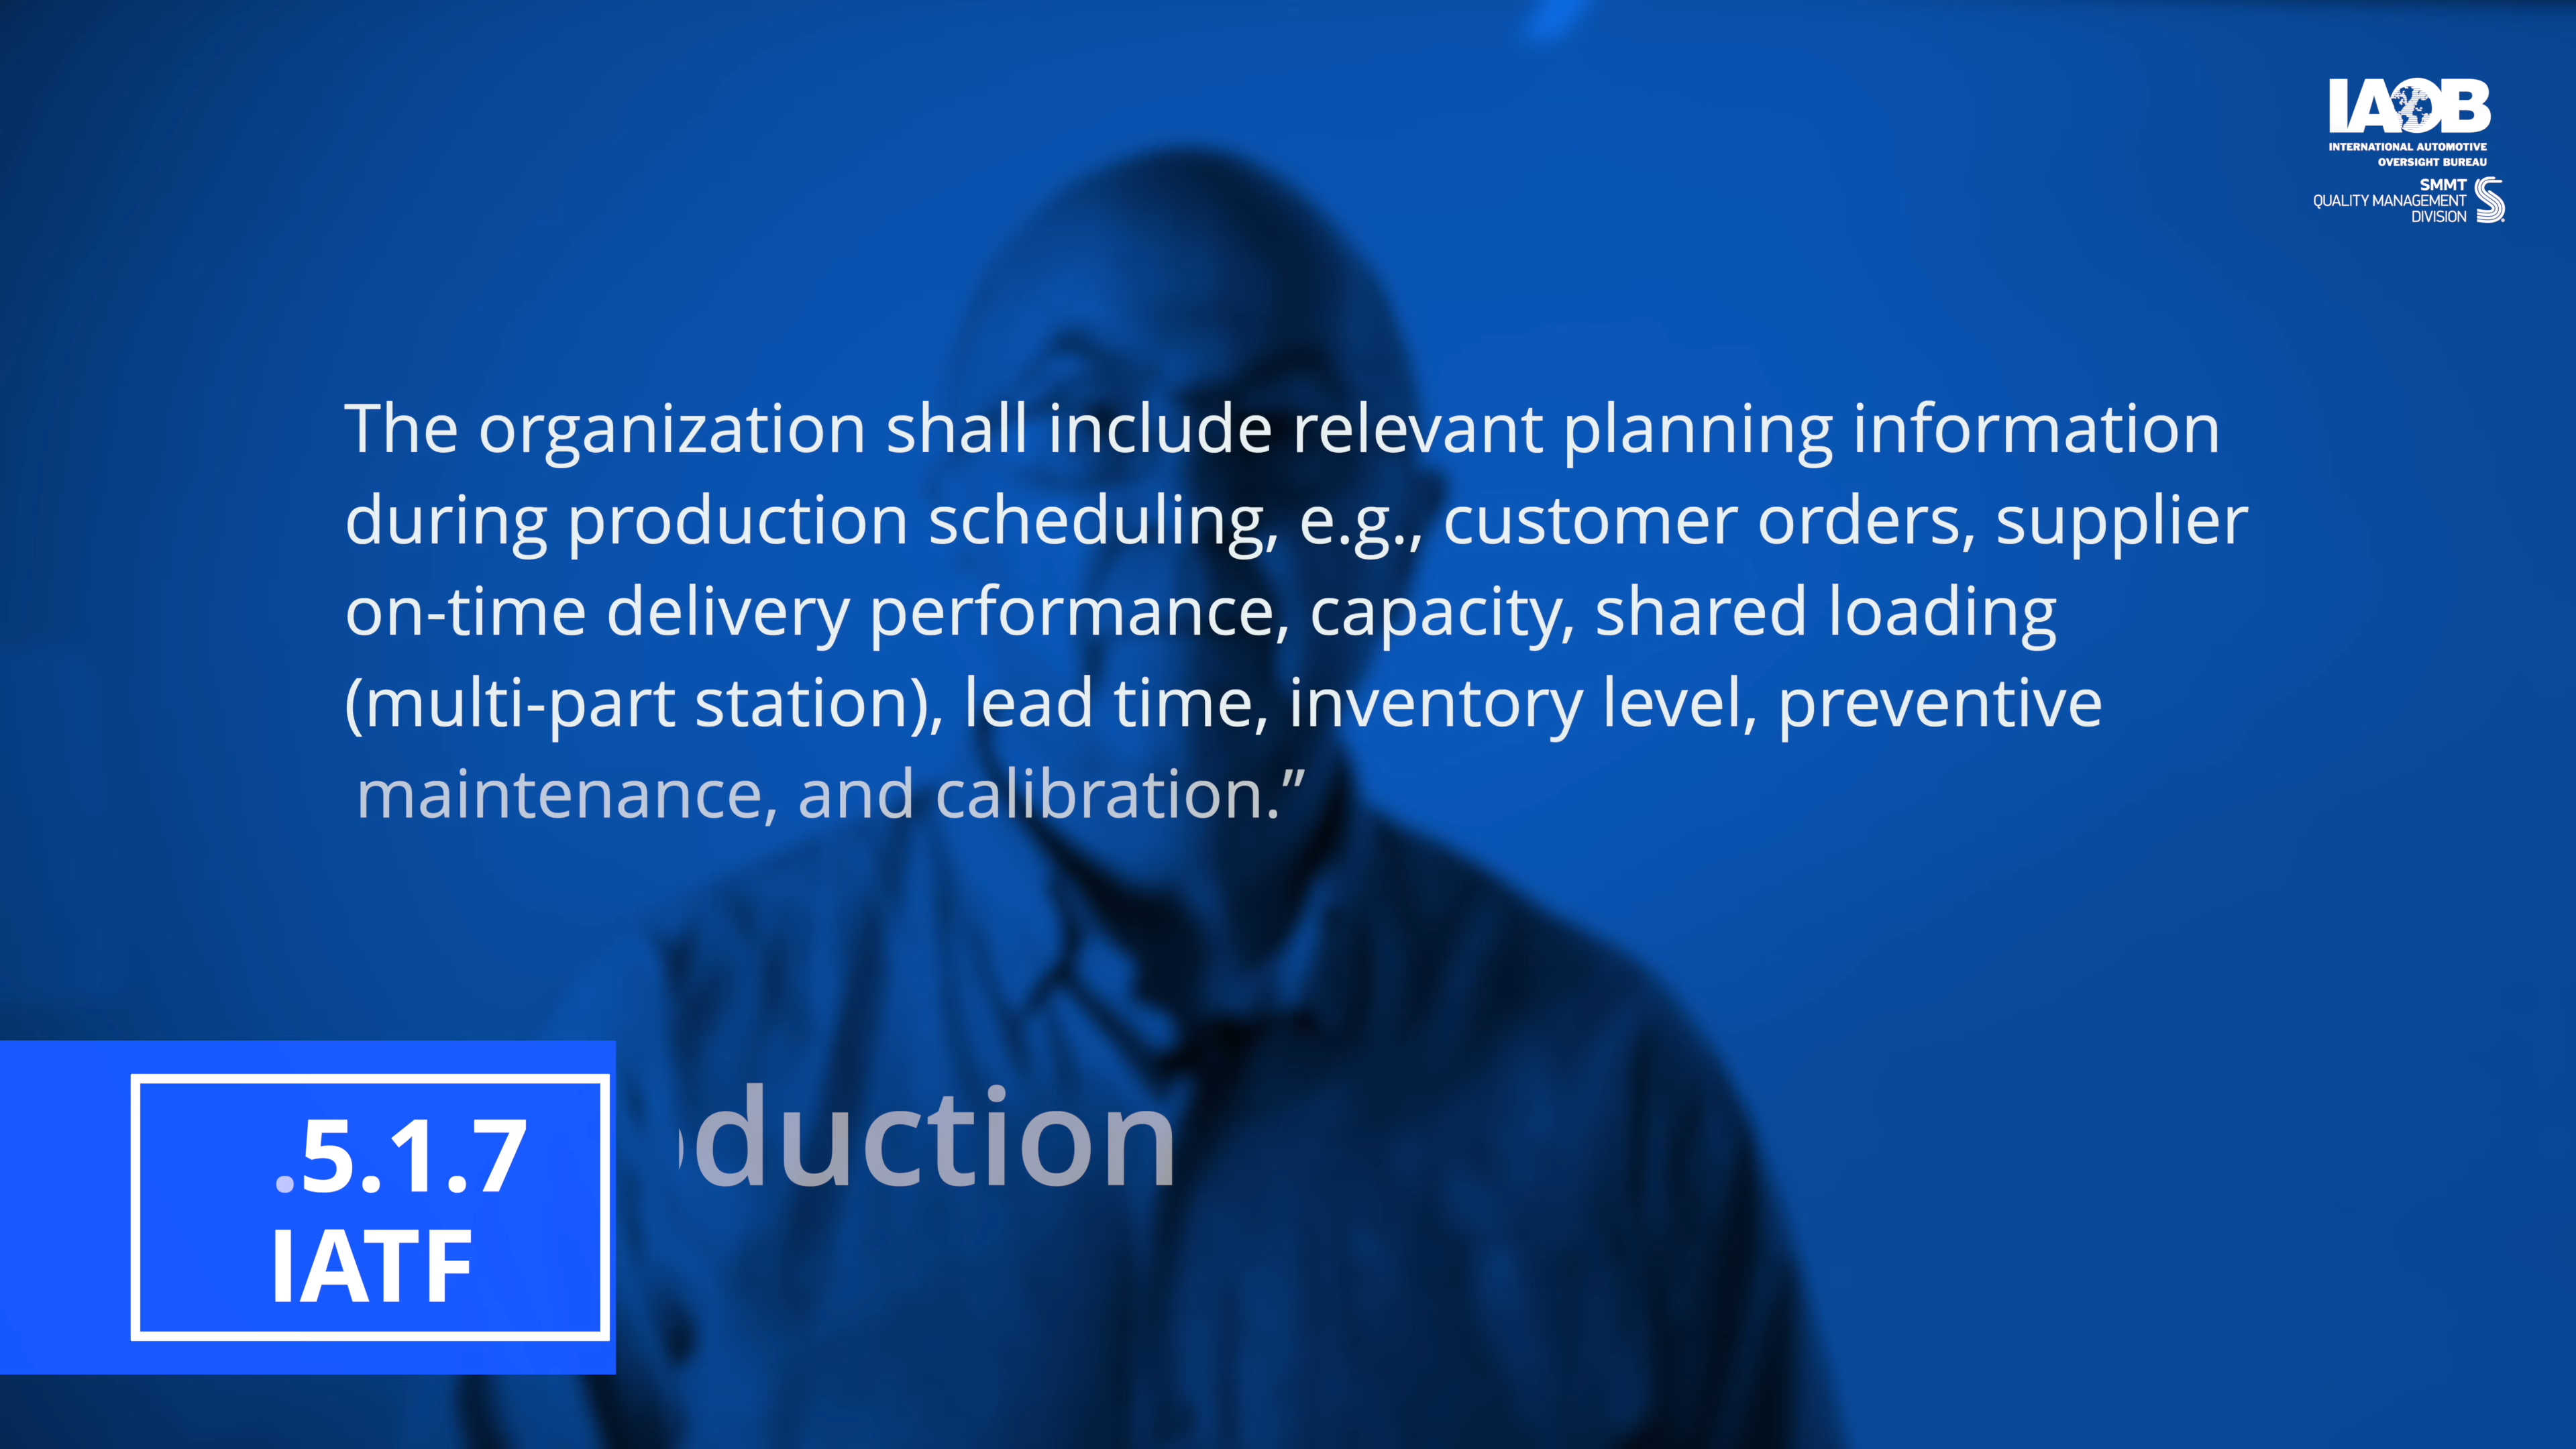 IAOB
INTERNATIONAL AUTOMOTIVE
OVERSIGHT BUREAU
SMMT
QUALITY MANAGEMENT
DIVISION
The organization shall include relevant planning information
during production scheduling, e.g., customer orders, supplier
on-time delivery performance, capacity, shared loading
(multi-part station), lead time, inventory level, preventive
maintenance, and calibration.”
.5.1.7
IATF
duction